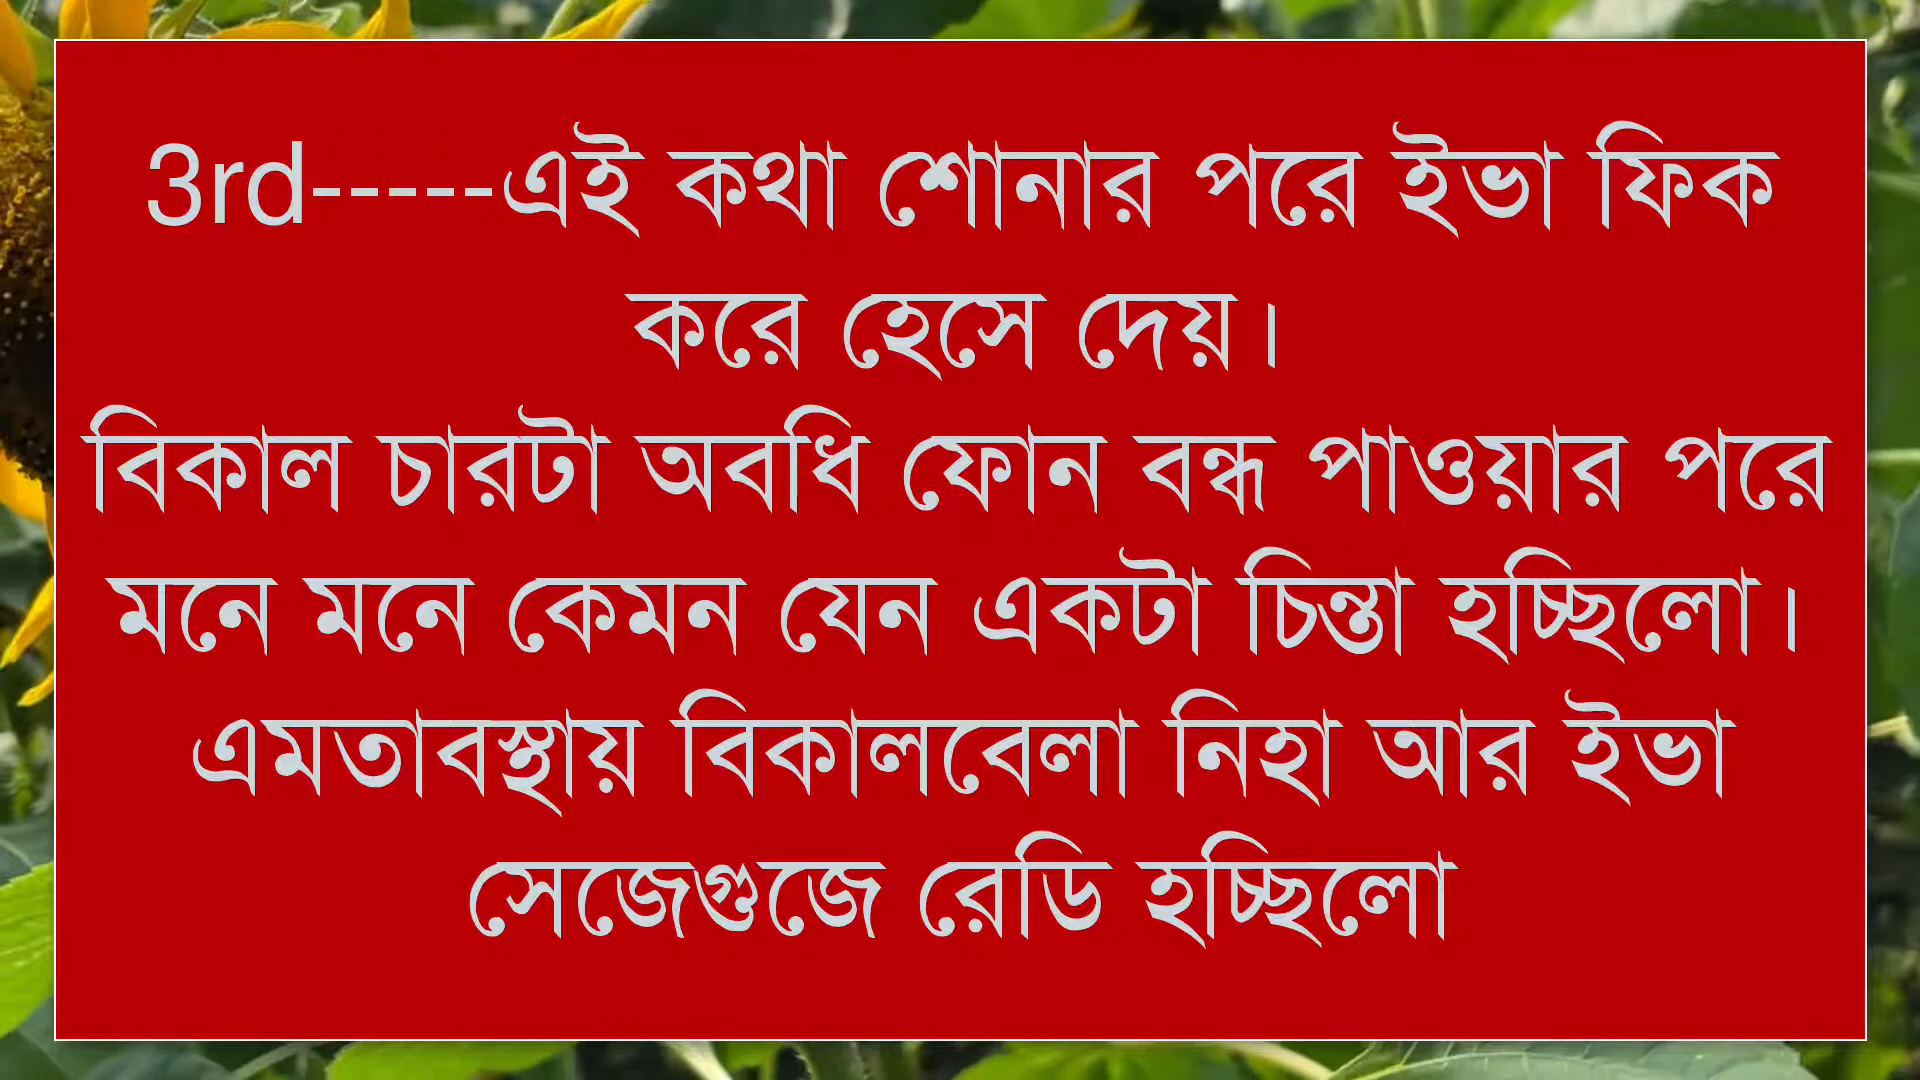 3rd-----এই কথা শোনার পরে ইভা ফিক
করে হেসে দেয়।
বিকাল চারটা অবধি ফোন বন্ধ পাওয়ার পরে
মনে মনে কেমন যেন একটা চিন্তা হচ্ছিলো।
এমতাবস্থায় বিকালবেলা নিহা আর ইভা
সেজেগুজে রেডি হচ্ছিলো